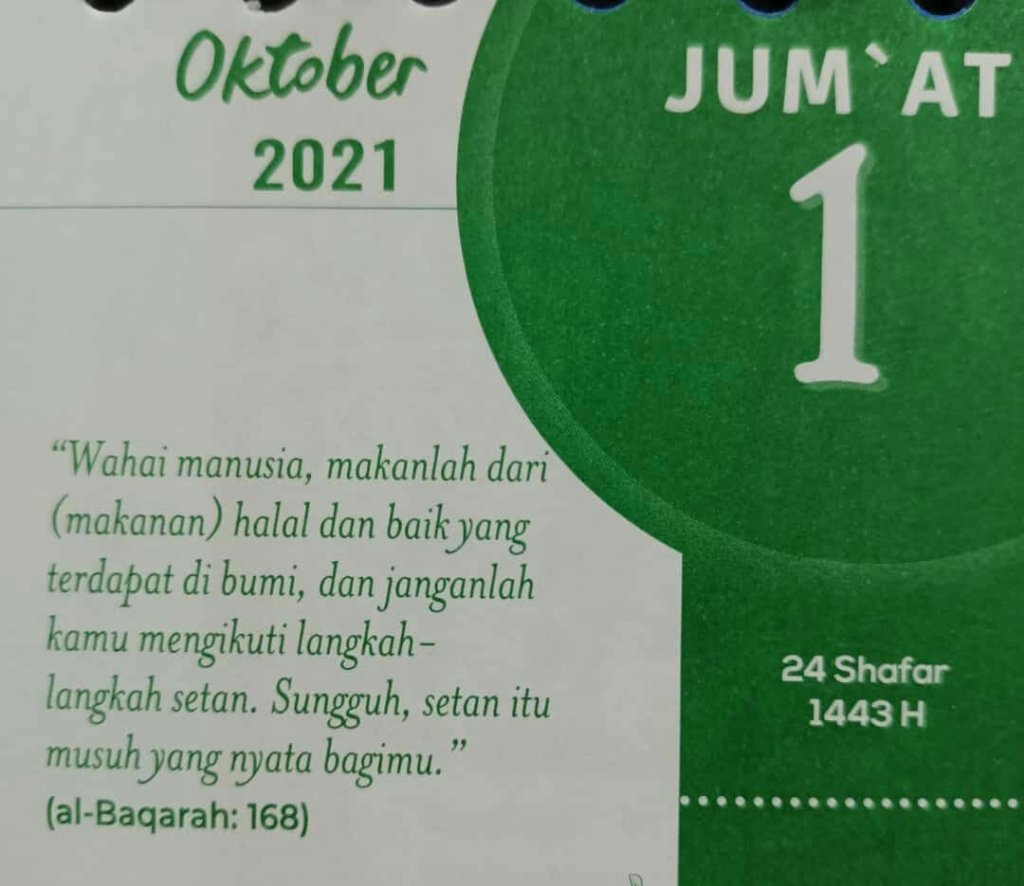 Oktober
2021
JUM`AT
1
“Wahai manusia, makanlah dari
(makanan) halal dan baik yang
terdapat di bumi, dan janganlah
kamu mengikuti langkah-
langkah setan. Sungguh, setan itu
musuh yang nyata bagimu.”
(al-Baqarah: 168)
24 Shafar
1443 H